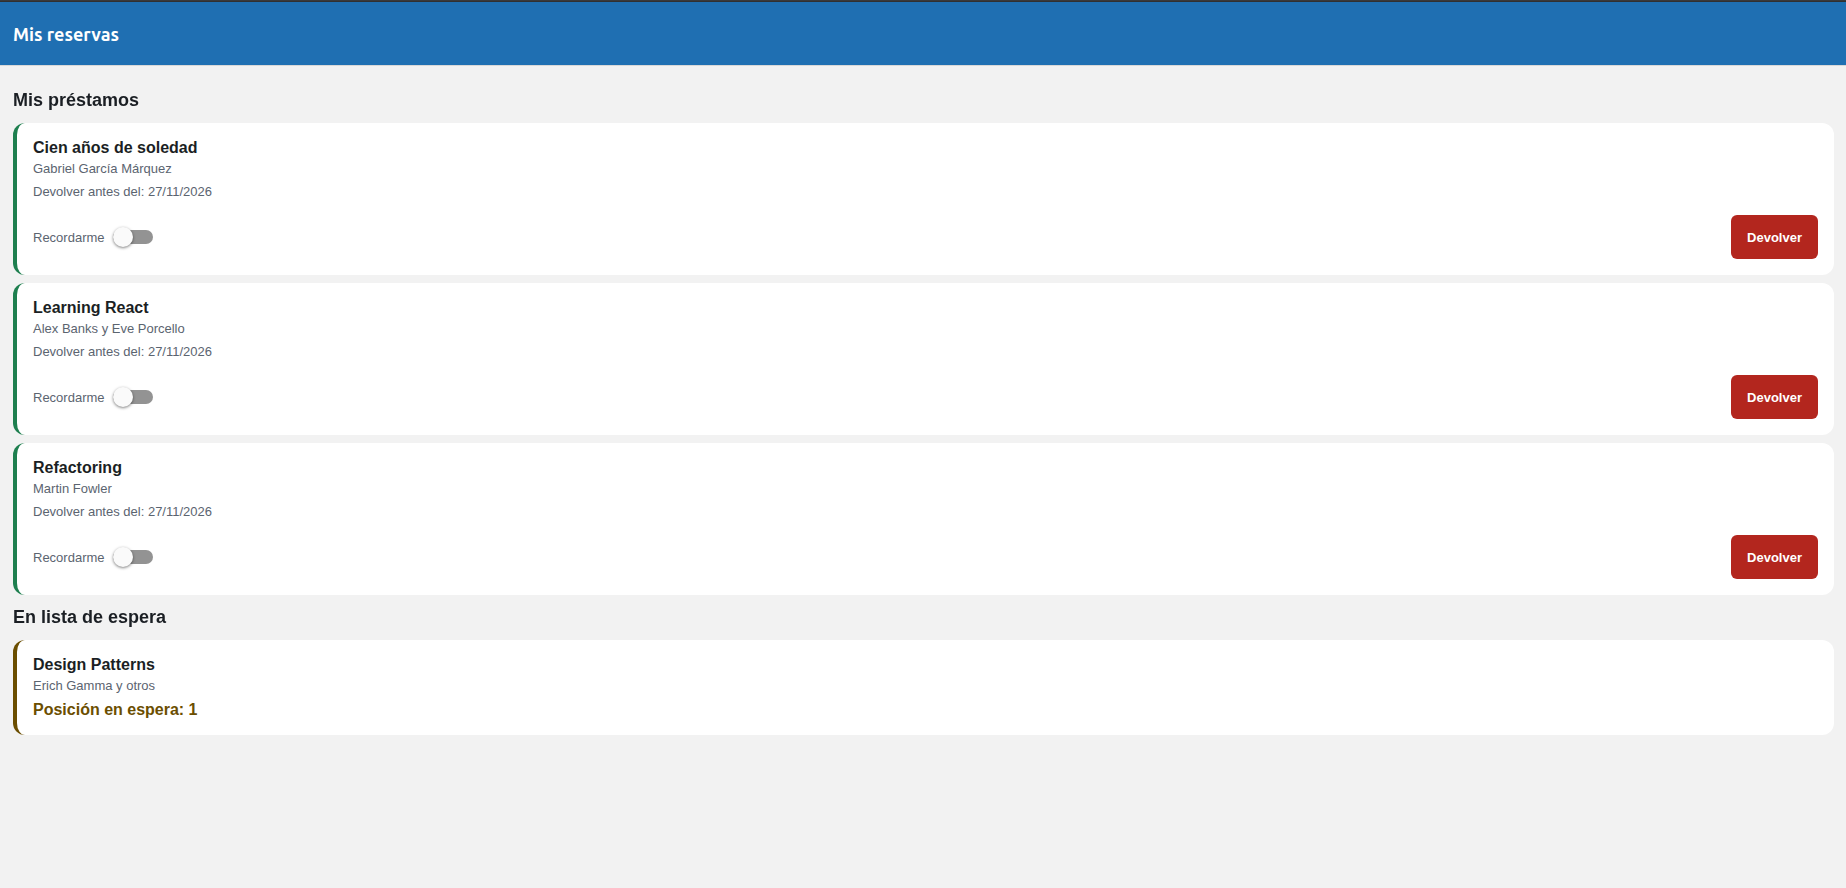 Mis reservas
Mis préstamos
Cien años de soledad
Gabriel García Márquez
Devolver antes del: 27/11/2026
Recordarme
Devolver
Learning React
Alex Banks y Eve Porcello
Devolver antes del: 27/11/2026
Recordarme
Devolver
Refactoring
Martin Fowler
Devolver antes del: 27/11/2026
Recordarme
Devolver
En lista de espera
Design Patterns
Erich Gamma y otros
Posición en espera: 1